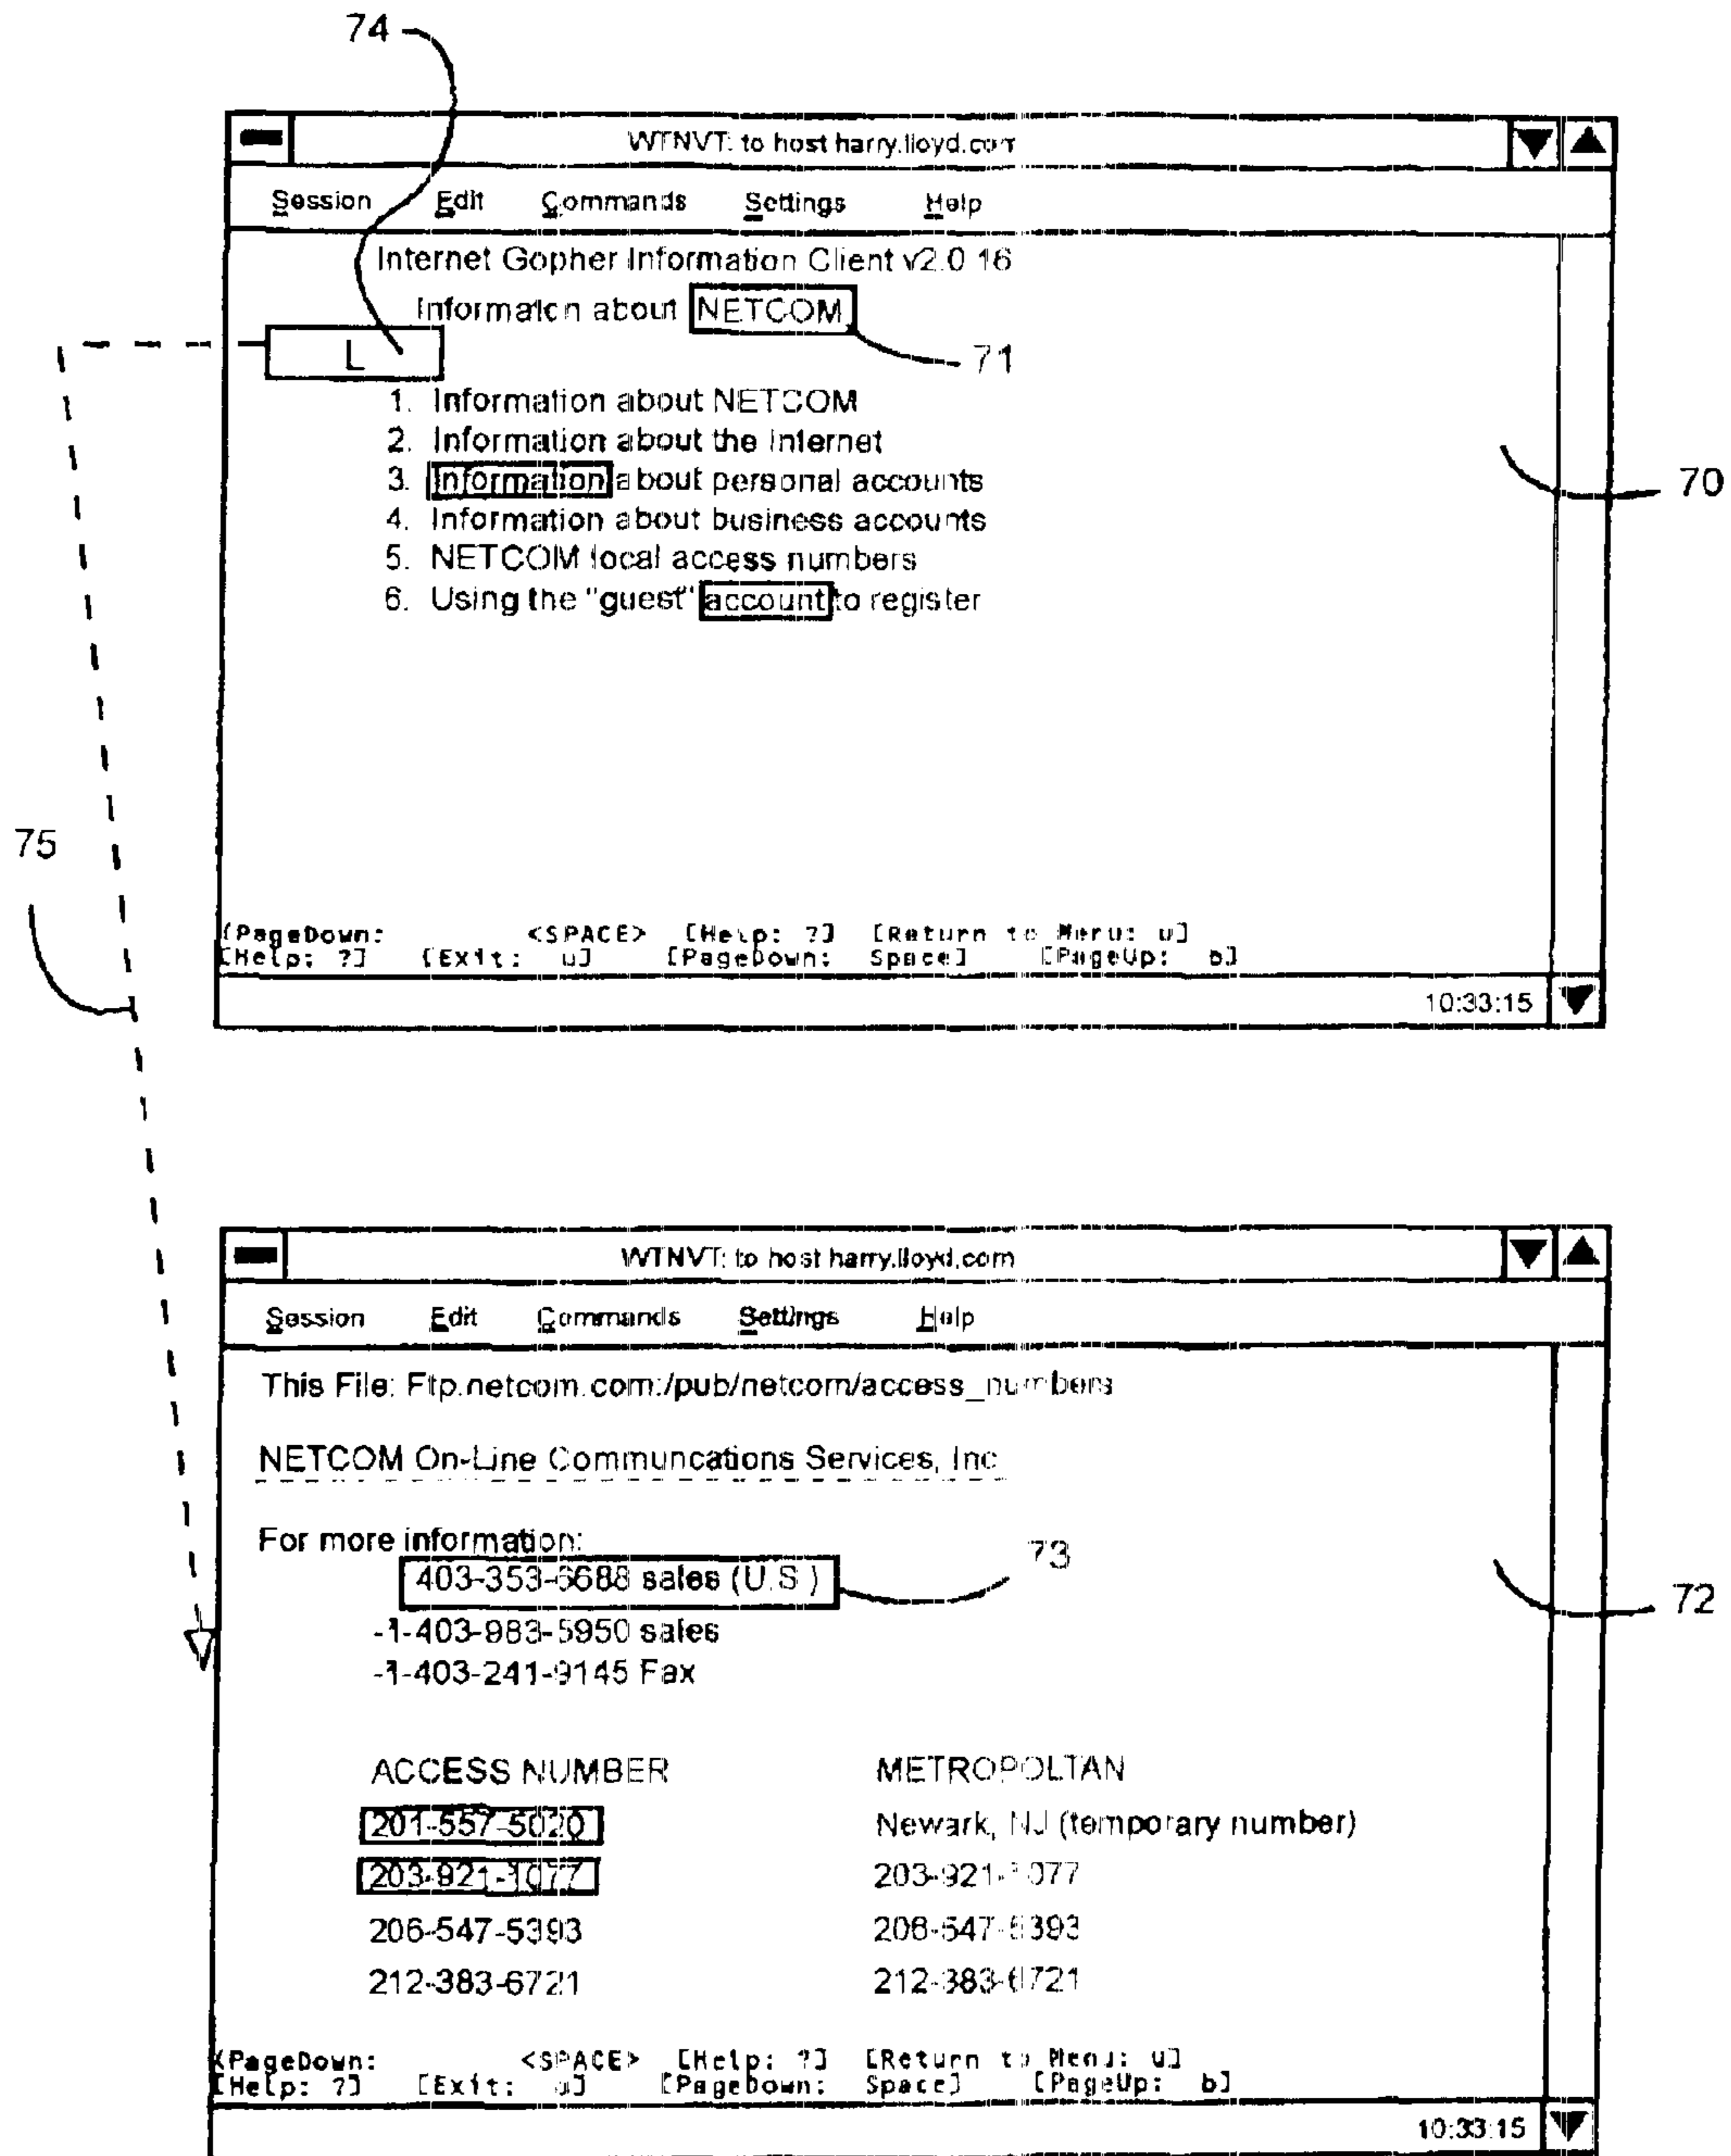 74
WTNVT: to host harry.lloyd.com
Session Edit Commands Settings Help
Internet Gopher Information Client v2.0 16
Informaton about NETCOM
L
71
1. Information about NETCOM
2. Information about the Internet
3. Information about personal accounts
4. Information about business accounts
5. NETCOM local access numbers
6. Using the "guest" account to register
70
75
(PageDown: <SPACE> [Help: ?] [Return to Menu: u]
[Help: ?] [Exit: u] [PageDown: Space] [PageUp: b]
10:33:15
WTNVT: to host harry.lloyd.com
Session Edit Commands Settings Help
This File: Ftp.netcom.com:/pub/netcom/access_numbers
NETCOM On-Line Communcations Services, Inc
For more information:
73
403-353-6688 sales (U.S.)
72
-1-403-983-5950 sales
-1-403-241-9145 Fax
ACCESS NUMBER METROPOLTAN
201-557-5020 Newark, NJ (temporary number)
203-921-1077 203-921-1077
206-547-5393 206-547-5393
212-383-6721 212-383-6721
(PageDown: <SPACE> [Help: ?] [Return to Menu: u]
[Help: ?] [Exit: u] [PageDown: Space] [PageUp: b]
10:33:15